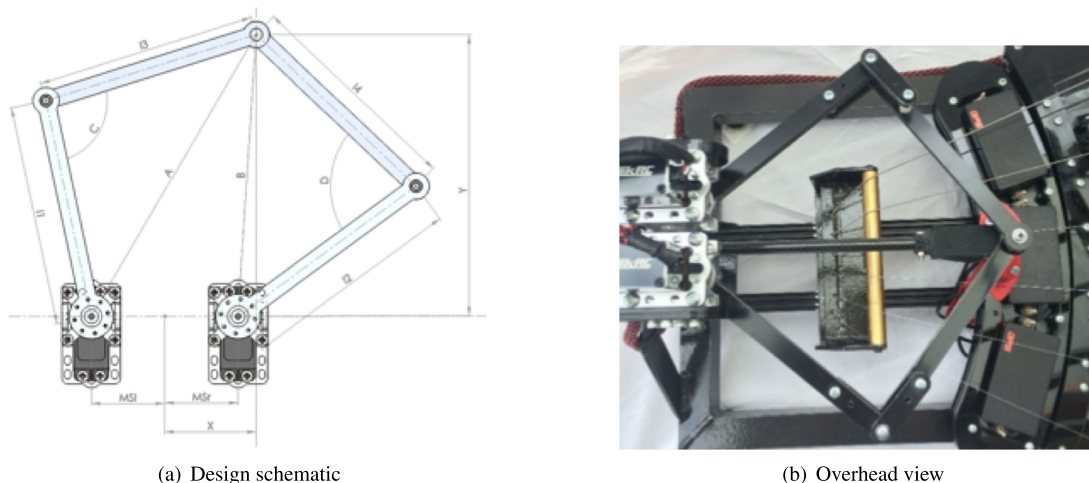 l3
l4
C
A
B
D
Y
l1
l2
MSl
MSr
X
(a) Design schematic
(b) Overhead view